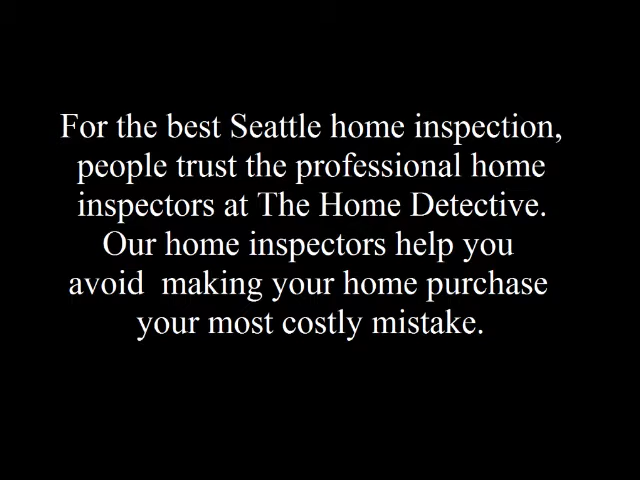 For the best Seattle home inspection,
people trust the professional home
inspectors at The Home Detective.
Our home inspectors help you
avoid  making your home purchase
your most costly mistake.